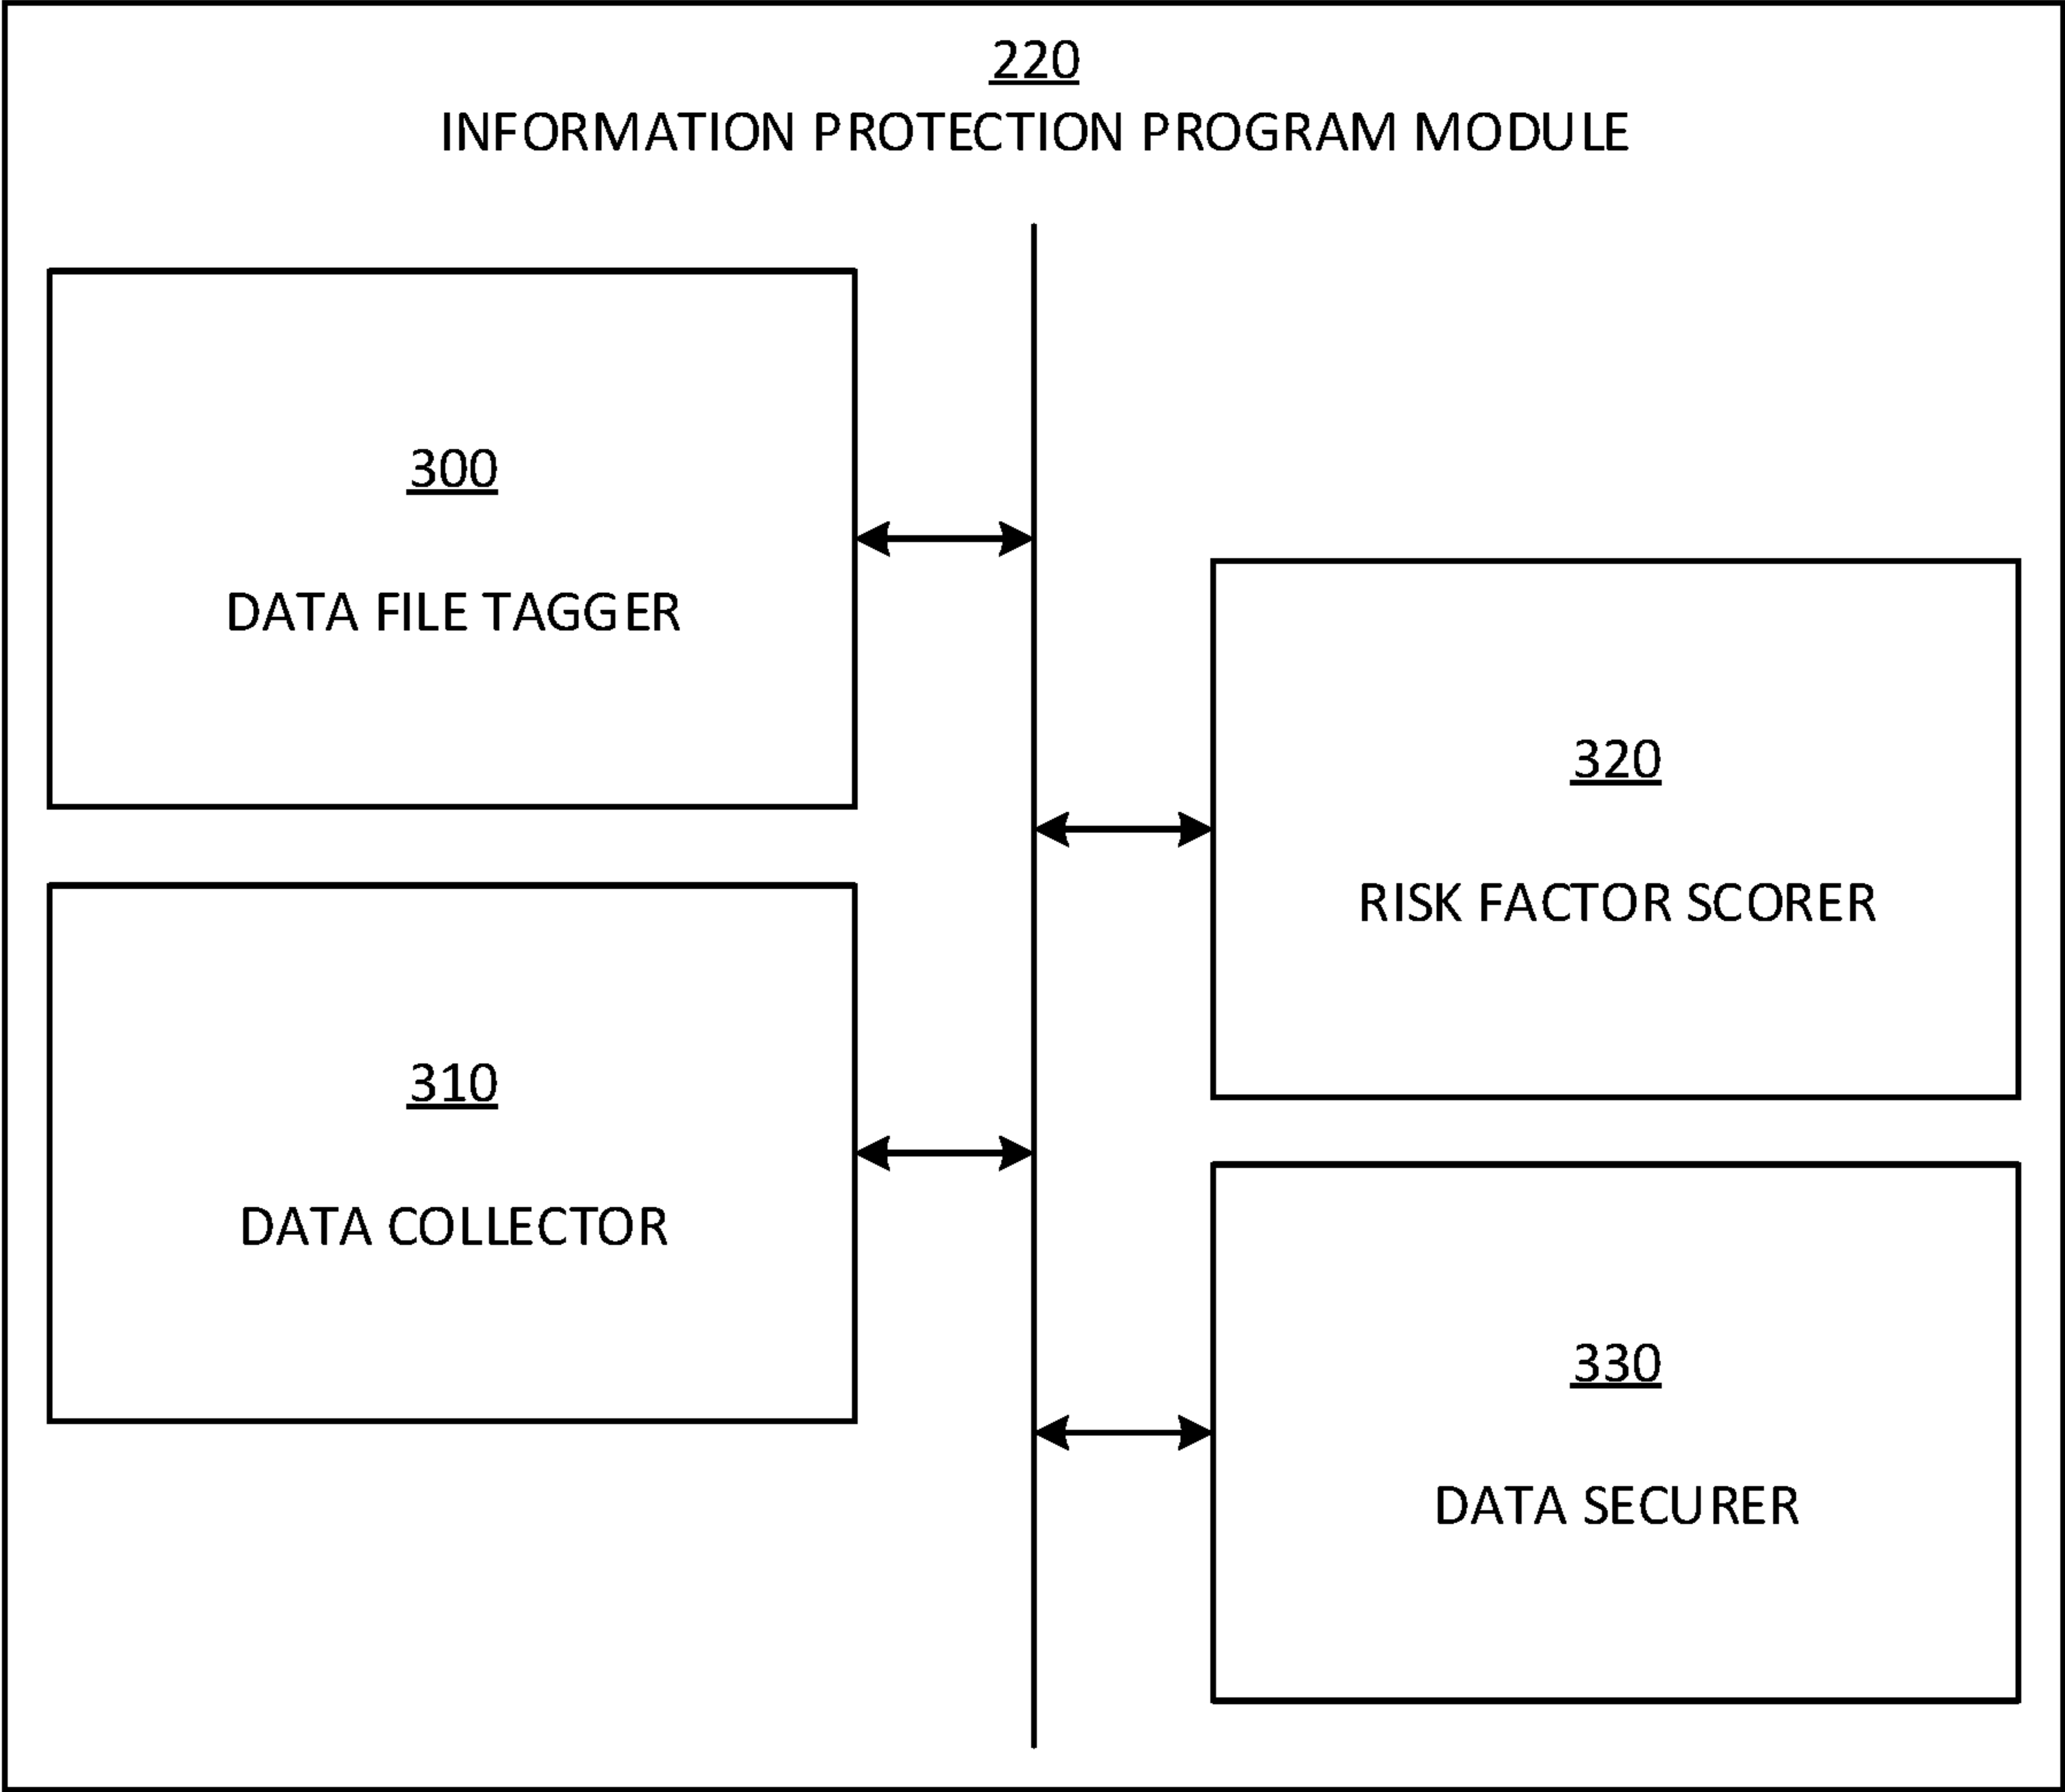 220
INFORMATION PROTECTION PROGRAM MODULE
300
DATA FILE TAGGER
310
DATA COLLECTOR
320
RISK FACTOR SCORER
330
DATA SECURER